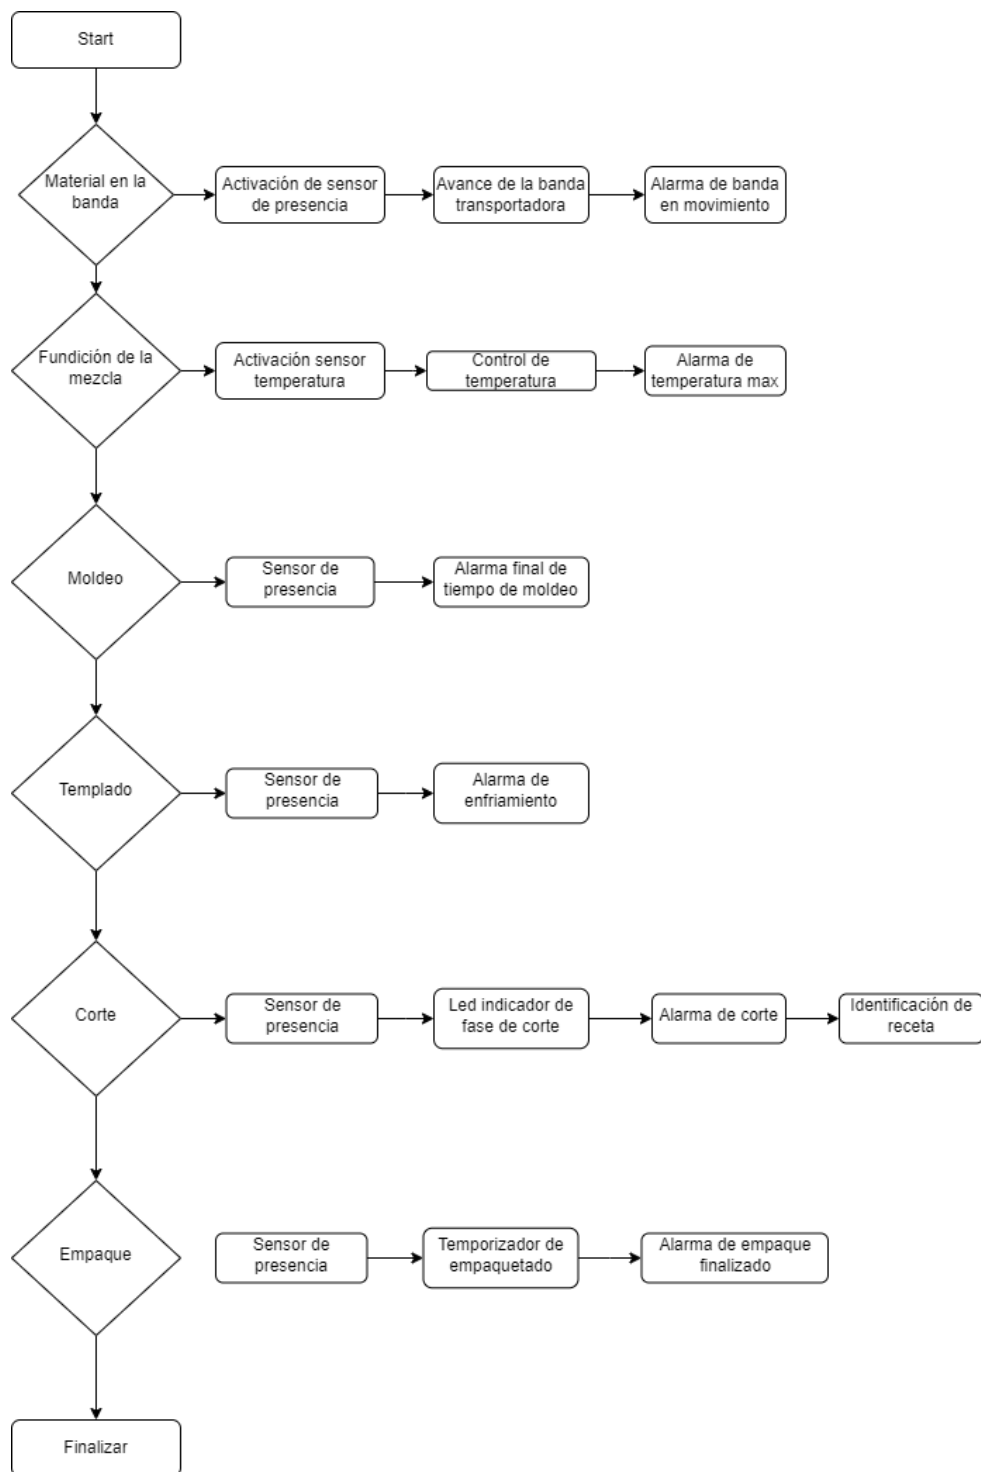 Start
Material en la
banda
Activación de sensor
de presencia
Avance de la banda
transportadora
Alarma de banda
en movimiento
Fundición de la
mezcla
Activación sensor
temperatura
Control de
temperatura
Alarma de
temperatura max
Moldeo
Sensor de
presencia
Alarma final de
tiempo de moldeo
Templado
Sensor de
presencia
Alarma de
enfriamiento
Corte
Sensor de
presencia
Led indicador de
fase de corte
Alarma de corte
Identificación de
receta
Empaque
Sensor de
presencia
Temporizador de
empaquetado
Alarma de empaque
finalizado
Finalizar